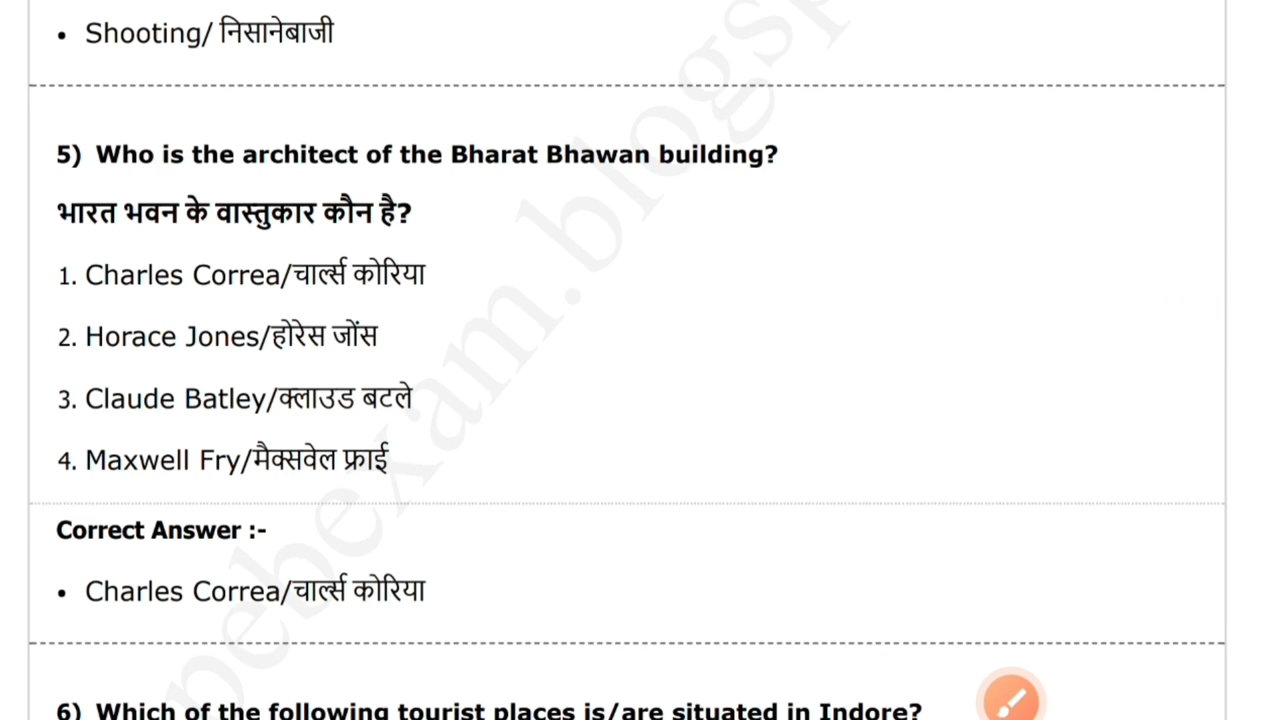 • Shooting/ निसानेबाजी
5) Who is the architect of the Bharat Bhawan building?
भारत भवन के वास्तुकार कौन है?
1. Charles Correa/चार्ल्स कोरिया
2. Horace Jones/होरेस जोंस
3. Claude Batley/क्लाउड बटले
4. Maxwell Fry/मैक्सवेल फ्राई
Correct Answer :-
• Charles Correa/चार्ल्स कोरिया
6) Which of the following tourist places is/are situated in Indore?
pebexam.blogsp